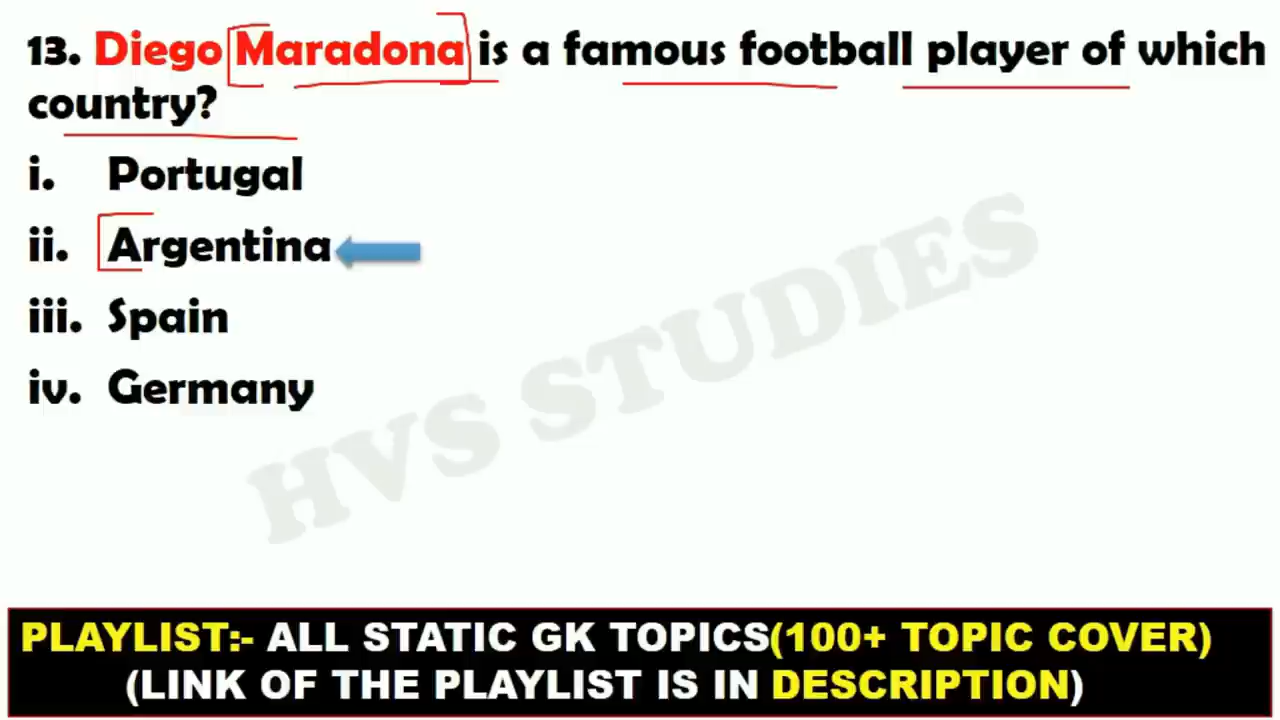 13. Diego Maradona is a famous football player of which
country?
i. Portugal
ii. Argentina
iii. Spain
iv. Germany
HVS STUDIES
PLAYLIST:- ALL STATIC GK TOPICS(100+ TOPIC COVER)
(LINK OF THE PLAYLIST IS IN DESCRIPTION)